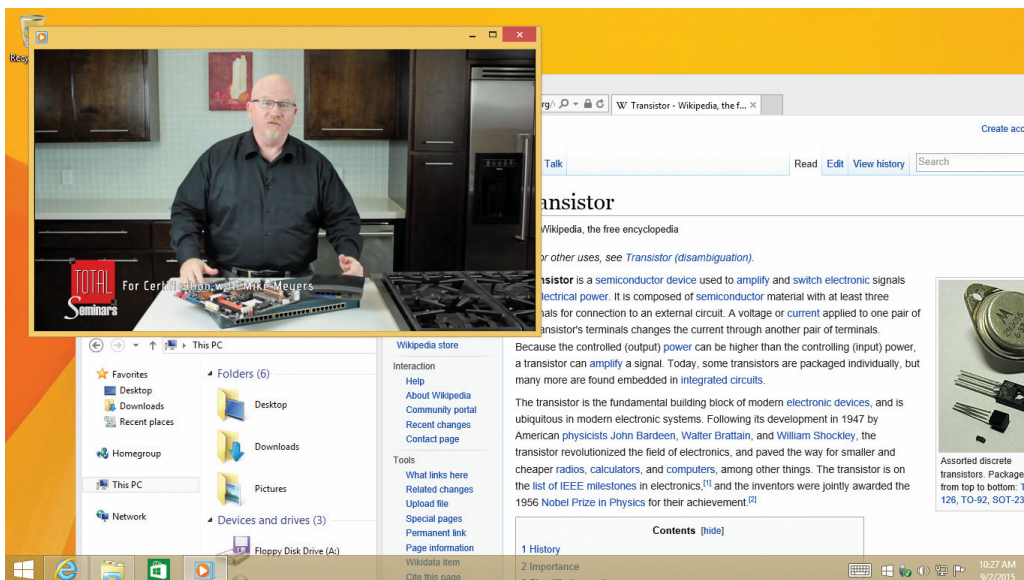 Recy
TOTAL
Seminars
For Certification with Mike Meyers
rg/
W Transistor - Wikipedia, the f...
Create acc
Talk
Read Edit View history Search
ansistor
Wikipedia, the free encyclopedia
or other uses, see Transistor (disambiguation).
nsistor is a semiconductor device used to amplify and switch electronic signals
lectrical power. It is composed of semiconductor material with at least three
nals for connection to an external circuit. A voltage or current applied to one pair of
ansistor's terminals changes the current through another pair of terminals.
Because the controlled (output) power can be higher than the controlling (input) power,
a transistor can amplify a signal. Today, some transistors are packaged individually, but
many more are found embedded in integrated circuits.
The transistor is the fundamental building block of modern electronic devices, and is
ubiquitous in modern electronic systems. Following its development in 1947 by
American physicists John Bardeen, Walter Brattain, and William Shockley, the
transistor revolutionized the field of electronics, and paved the way for smaller and
cheaper radios, calculators, and computers, among other things. The transistor is on
the list of IEEE milestones in electronics,[1] and the inventors were jointly awarded the
1956 Nobel Prize in Physics for their achievement.[2]
Contents [hide]
1 History
2 Importance
Assorted discrete
transistors. Package
from top to bottom: T
126, TO-92, SOT-23
This PC
Favorites
Desktop
Downloads
Recent places
Homegroup
This PC
Network
Folders (6)
Desktop
Downloads
Pictures
Devices and drives (3)
Floppy Disk Drive (A:)
Wikipedia store
Interaction
Help
About Wikipedia
Community portal
Recent changes
Contact page
Tools
What links here
Related changes
Upload file
Special pages
Permanent link
Page information
Wikidata item
Cite this page
10:27 AM
9/2/2015